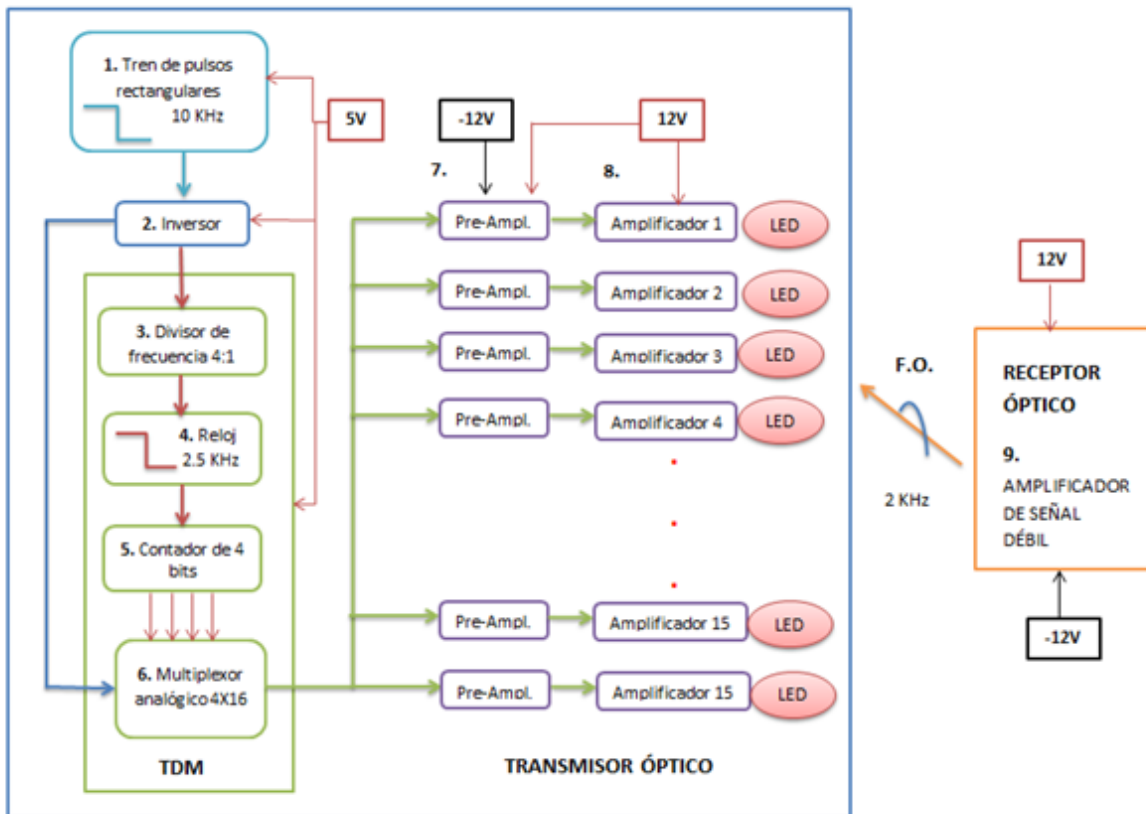 1. Tren de pulsos
rectangulares
10 KHz
5V
-12V
12V
7.
8.
2. Inversor
Pre-Ampl.
Amplificador 1
LED
3. Divisor de
frecuencia 4:1
Pre-Ampl.
Amplificador 2
LED
Pre-Ampl.
Amplificador 3
LED
4. Reloj
2.5 KHz
Pre-Ampl.
Amplificador 4
LED
5. Contador de 4
bits
Pre-Ampl.
Amplificador 15
LED
6. Multiplexor
analógico 4X16
Pre-Ampl.
Amplificador 15
LED
TDM
TRANSMISOR ÓPTICO
F.O.
2 KHz
12V
RECEPTOR
ÓPTICO
9.
AMPLIFICADOR
DE SEÑAL
DÉBIL
-12V